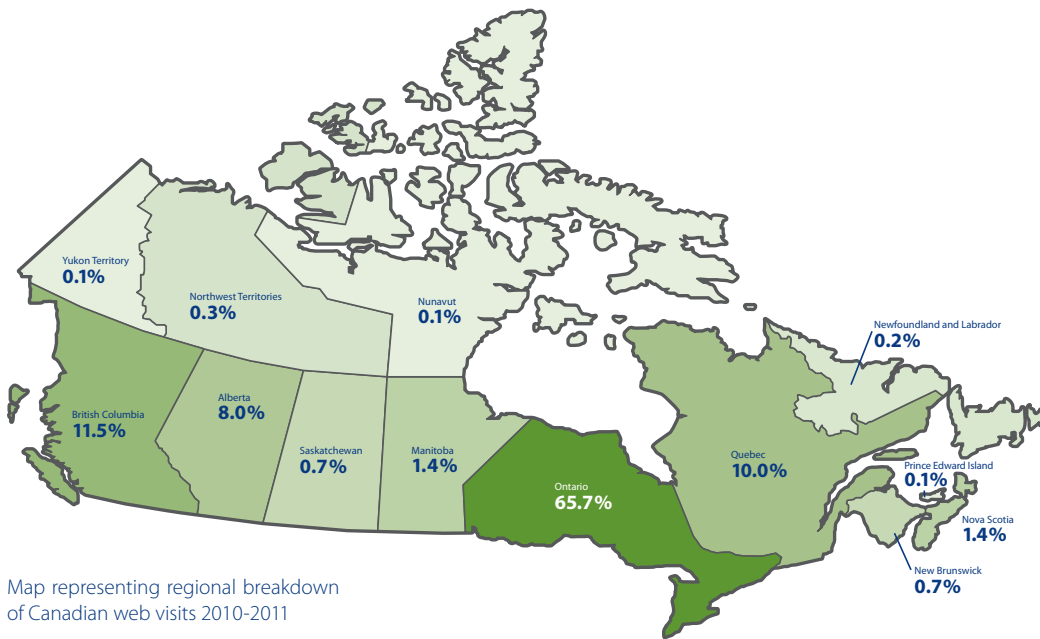 Yukon Territory
0.1%
Northwest Territories
0.3%
Nunavut
0.1%
Newfoundland and Labrador
0.2%
British Columbia
11.5%
Alberta
8.0%
Saskatchewan
0.7%
Manitoba
1.4%
Ontario
65.7%
Quebec
10.0%
Prince Edward Island
0.1%
Nova Scotia
1.4%
New Brunswick
0.7%
Map representing regional breakdown
of Canadian web visits 2010-2011